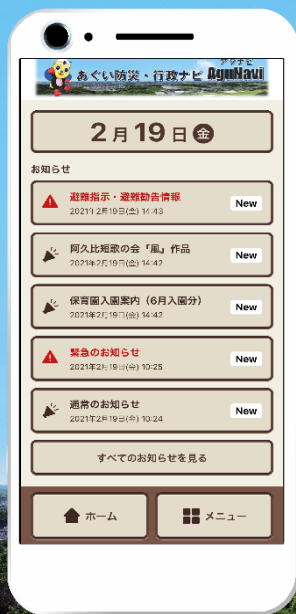 アグナビ
あぐい防災・行政ナビ AguNavi
2月19日金
お知らせ
避難指示・避難勧告情報
2021年2月19日(金) 14:43
New
阿久比短歌の会「風」作品
2021年2月19日(金) 14:42
New
保育園入園案内（6月入園分）
2021年2月19日(金) 14:42
New
緊急のお知らせ
2021年2月19日(金) 10:25
New
通常のお知らせ
2021年2月19日(金) 10:24
New
すべてのお知らせを見る
ホーム
メニュー